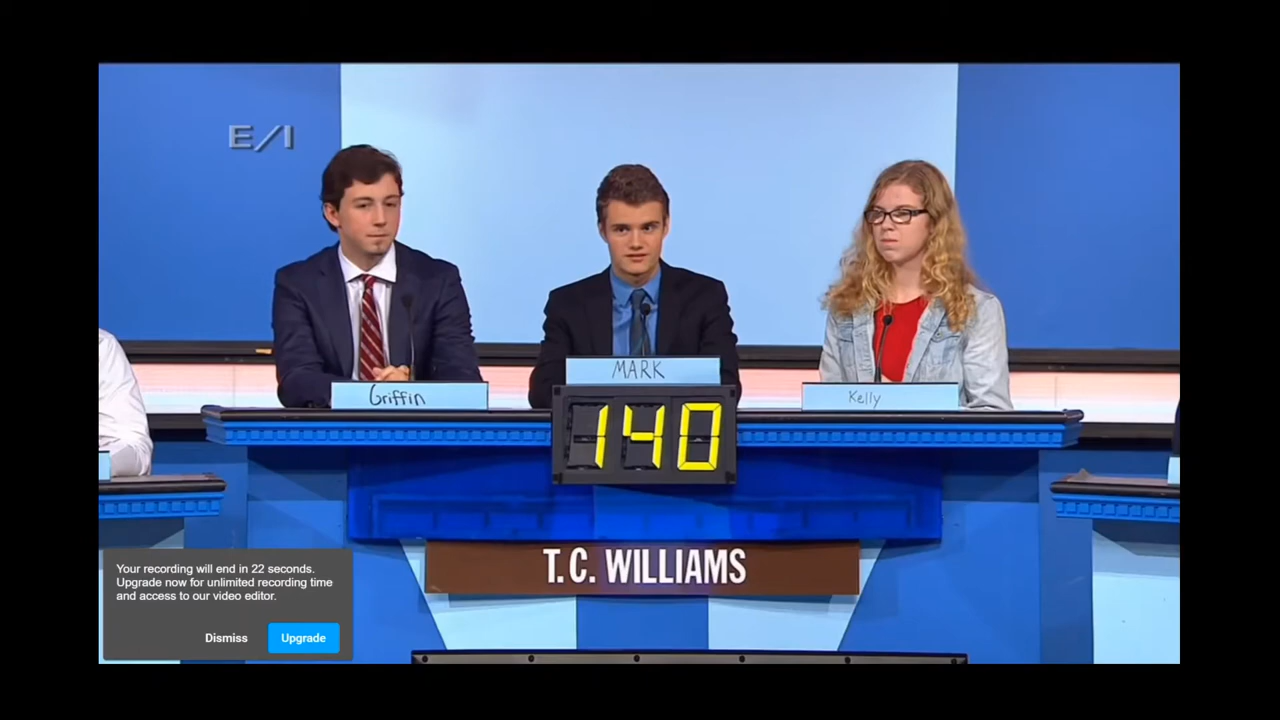 E/I
Griffin
MARK
Kelly
140
T.C. WILLIAMS
Your recording will end in 22 seconds.
Upgrade now for unlimited recording time
and access to our video editor.
Dismiss
Upgrade